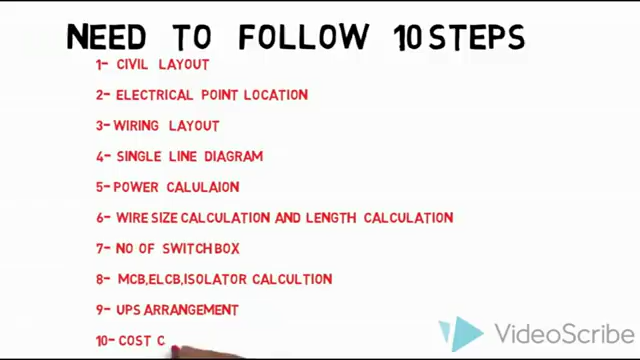 NEED TO FOLLOW 10 STEPS
1- CIVIL LAYOUT
2- ELECTRICAL POINT LOCATION
3- WIRING LAYOUT
4- SINGLE LINE DIAGRAM
5- POWER CALULAION
6- WIRE SIZE CALCULATION AND LENGTH CALCULATION
7- NO OF SWITCH BOX
8- MCB,ELCB,ISOLATOR CALCULTION
9- UPS ARRANGEMENT
10- COST C
VideoScribe